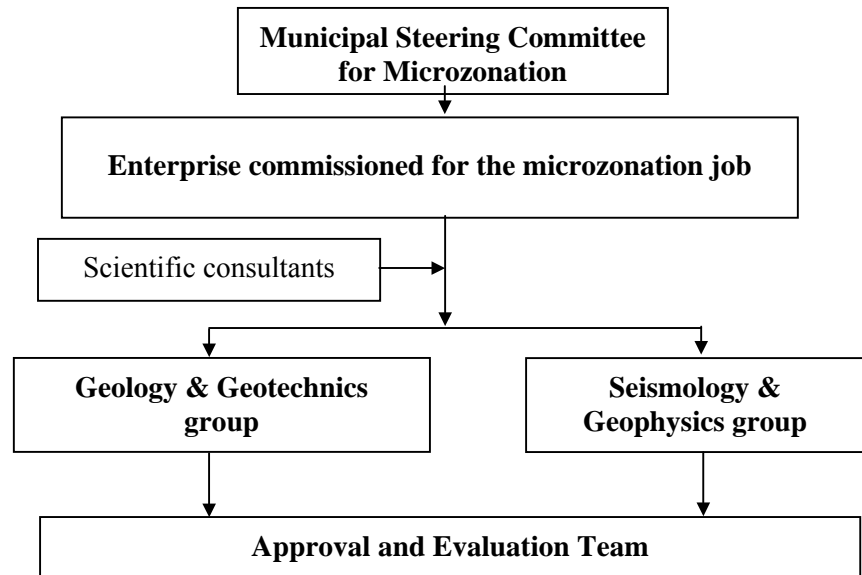 Municipal Steering Committee
for Microzonation
Enterprise commissioned for the microzonation job
Scientific consultants
Geology & Geotechnics
group
Seismology &
Geophysics group
Approval and Evaluation Team